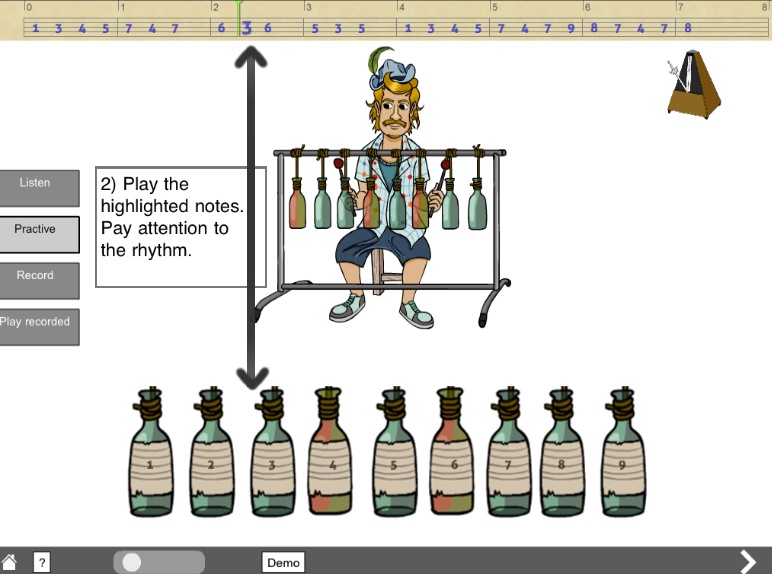 0 1 2 3 4 5 6 7 8
1 3 4 5 7 4 7 6 3 6 5 3 5 1 3 4 5 7 4 7 9 8 7 4 7 8
Listen
2) Play the
highlighted notes.
Pay attention to
the rhythm.
Practive
Record
Play recorded
1 2 3 4 5 6 7 8 9
? Demo